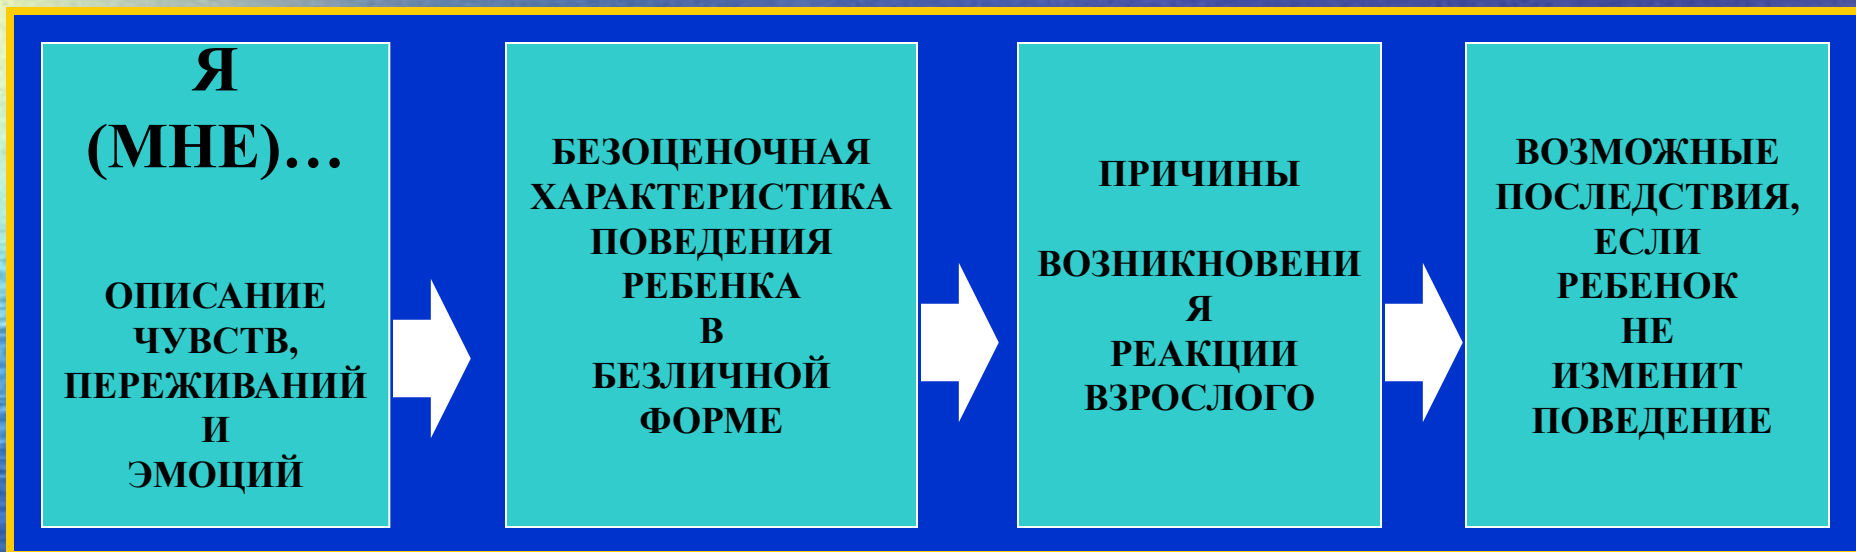 Я
(МНЕ)…
ОПИСАНИЕ
ЧУВСТВ,
ПЕРЕЖИВАНИЙ
И
ЭМОЦИЙ
БЕЗОЦЕНОЧНАЯ
ХАРАКТЕРИСТИКА
ПОВЕДЕНИЯ
РЕБЕНКА
В
БЕЗЛИЧНОЙ
ФОРМЕ
ПРИЧИНЫ
ВОЗНИКНОВЕНИ
Я
РЕАКЦИИ
ВЗРОСЛОГО
ВОЗМОЖНЫЕ
ПОСЛЕДСТВИЯ,
ЕСЛИ
РЕБЕНОК
НЕ
ИЗМЕНИТ
ПОВЕДЕНИЕ